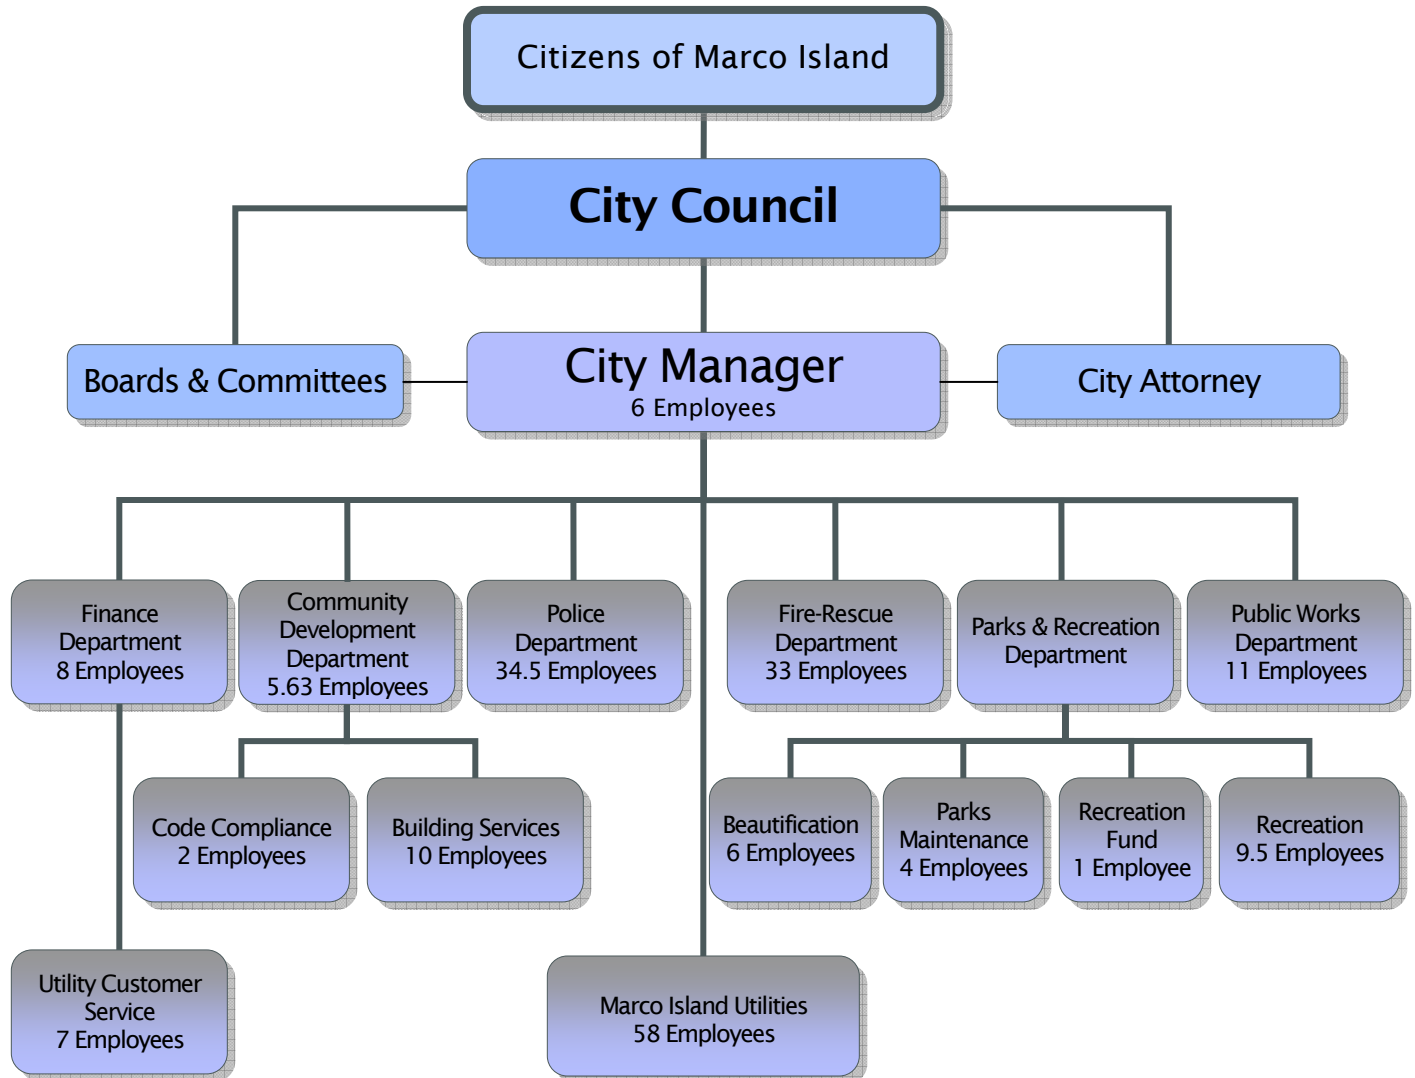 Citizens of Marco Island
City Council
Boards & Committees
City Manager
6 Employees
City Attorney
Finance
Department
8 Employees
Community
Development
Department
5.63 Employees
Police
Department
34.5 Employees
Fire-Rescue
Department
33 Employees
Parks & Recreation
Department
Public Works
Department
11 Employees
Code Compliance
2 Employees
Building Services
10 Employees
Beautification
6 Employees
Parks
Maintenance
4 Employees
Recreation
Fund
1 Employee
Recreation
9.5 Employees
Utility Customer
Service
7 Employees
Marco Island Utilities
58 Employees